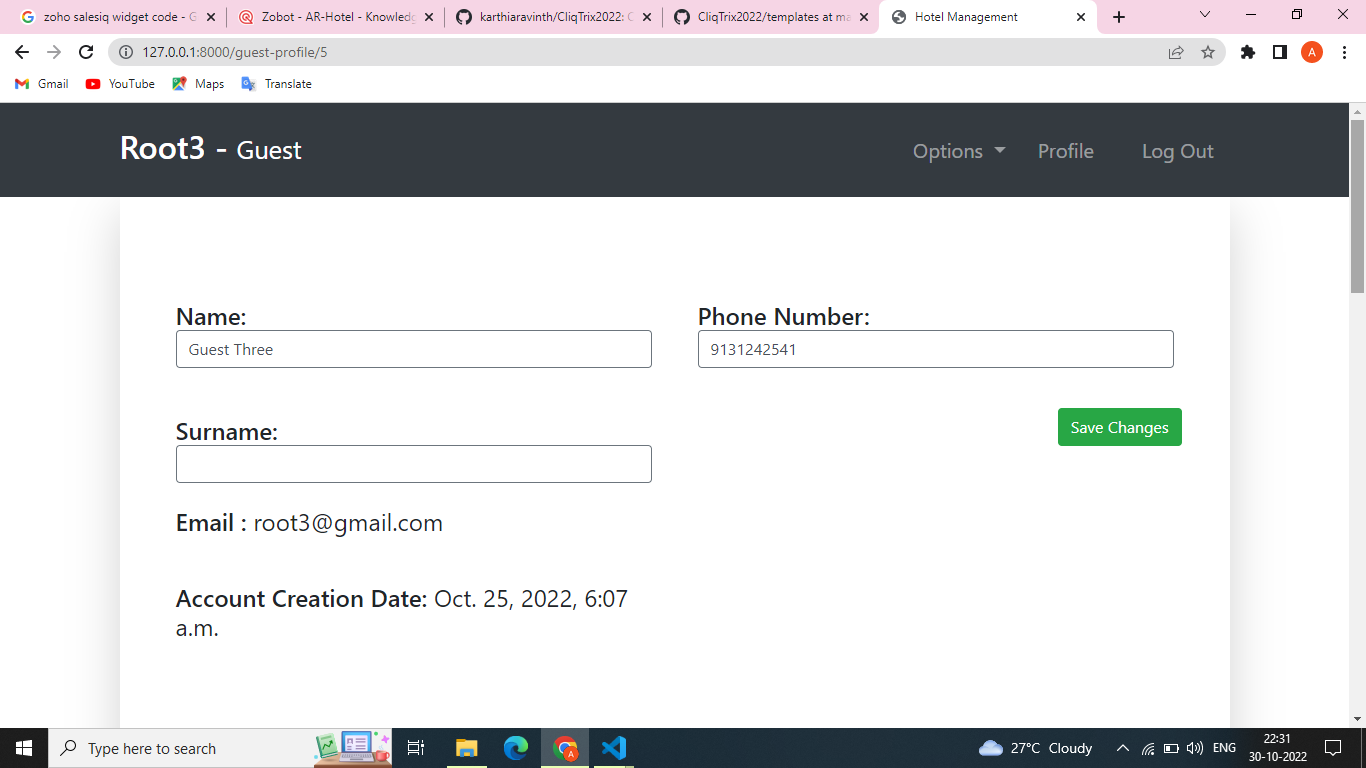 zoho salesiq widget code - G
Zobot - AR-Hotel - Knowledg
karthiaravinth/CliqTrix2022: C
CliqTrix2022/templates at ma
Hotel Management
127.0.0.1:8000/guest-profile/5
A
Gmail
YouTube
Maps
Translate
Root3 - Guest
Options
Profile
Log Out
Name:
Phone Number:
Guest Three
9131242541
Surname:
Save Changes
Email : root3@gmail.com
Account Creation Date: Oct. 25, 2022, 6:07
a.m.
Type here to search
27°C Cloudy
ENG
22:31
30-10-2022